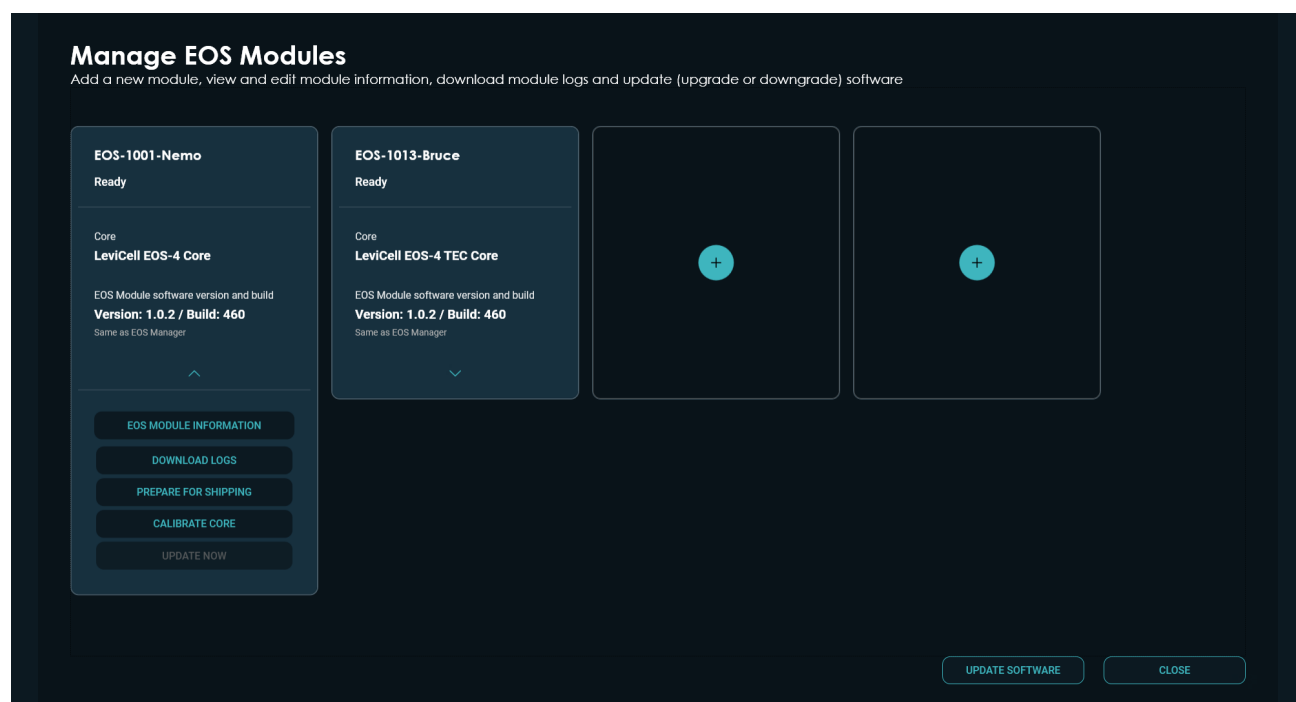 Manage EOS Modules
Add a new module, view and edit module information, download module logs and update (upgrade or downgrade) software
EOS-1001-Nemo
Ready
Core
LeviCell EOS-4 Core
EOS Module software version and build
Version: 1.0.2 / Build: 460
Same as EOS Manager
EOS MODULE INFORMATION
DOWNLOAD LOGS
PREPARE FOR SHIPPING
CALIBRATE CORE
UPDATE NOW
EOS-1013-Bruce
Ready
Core
LeviCell EOS-4 TEC Core
EOS Module software version and build
Version: 1.0.2 / Build: 460
Same as EOS Manager
+
+
UPDATE SOFTWARE
CLOSE